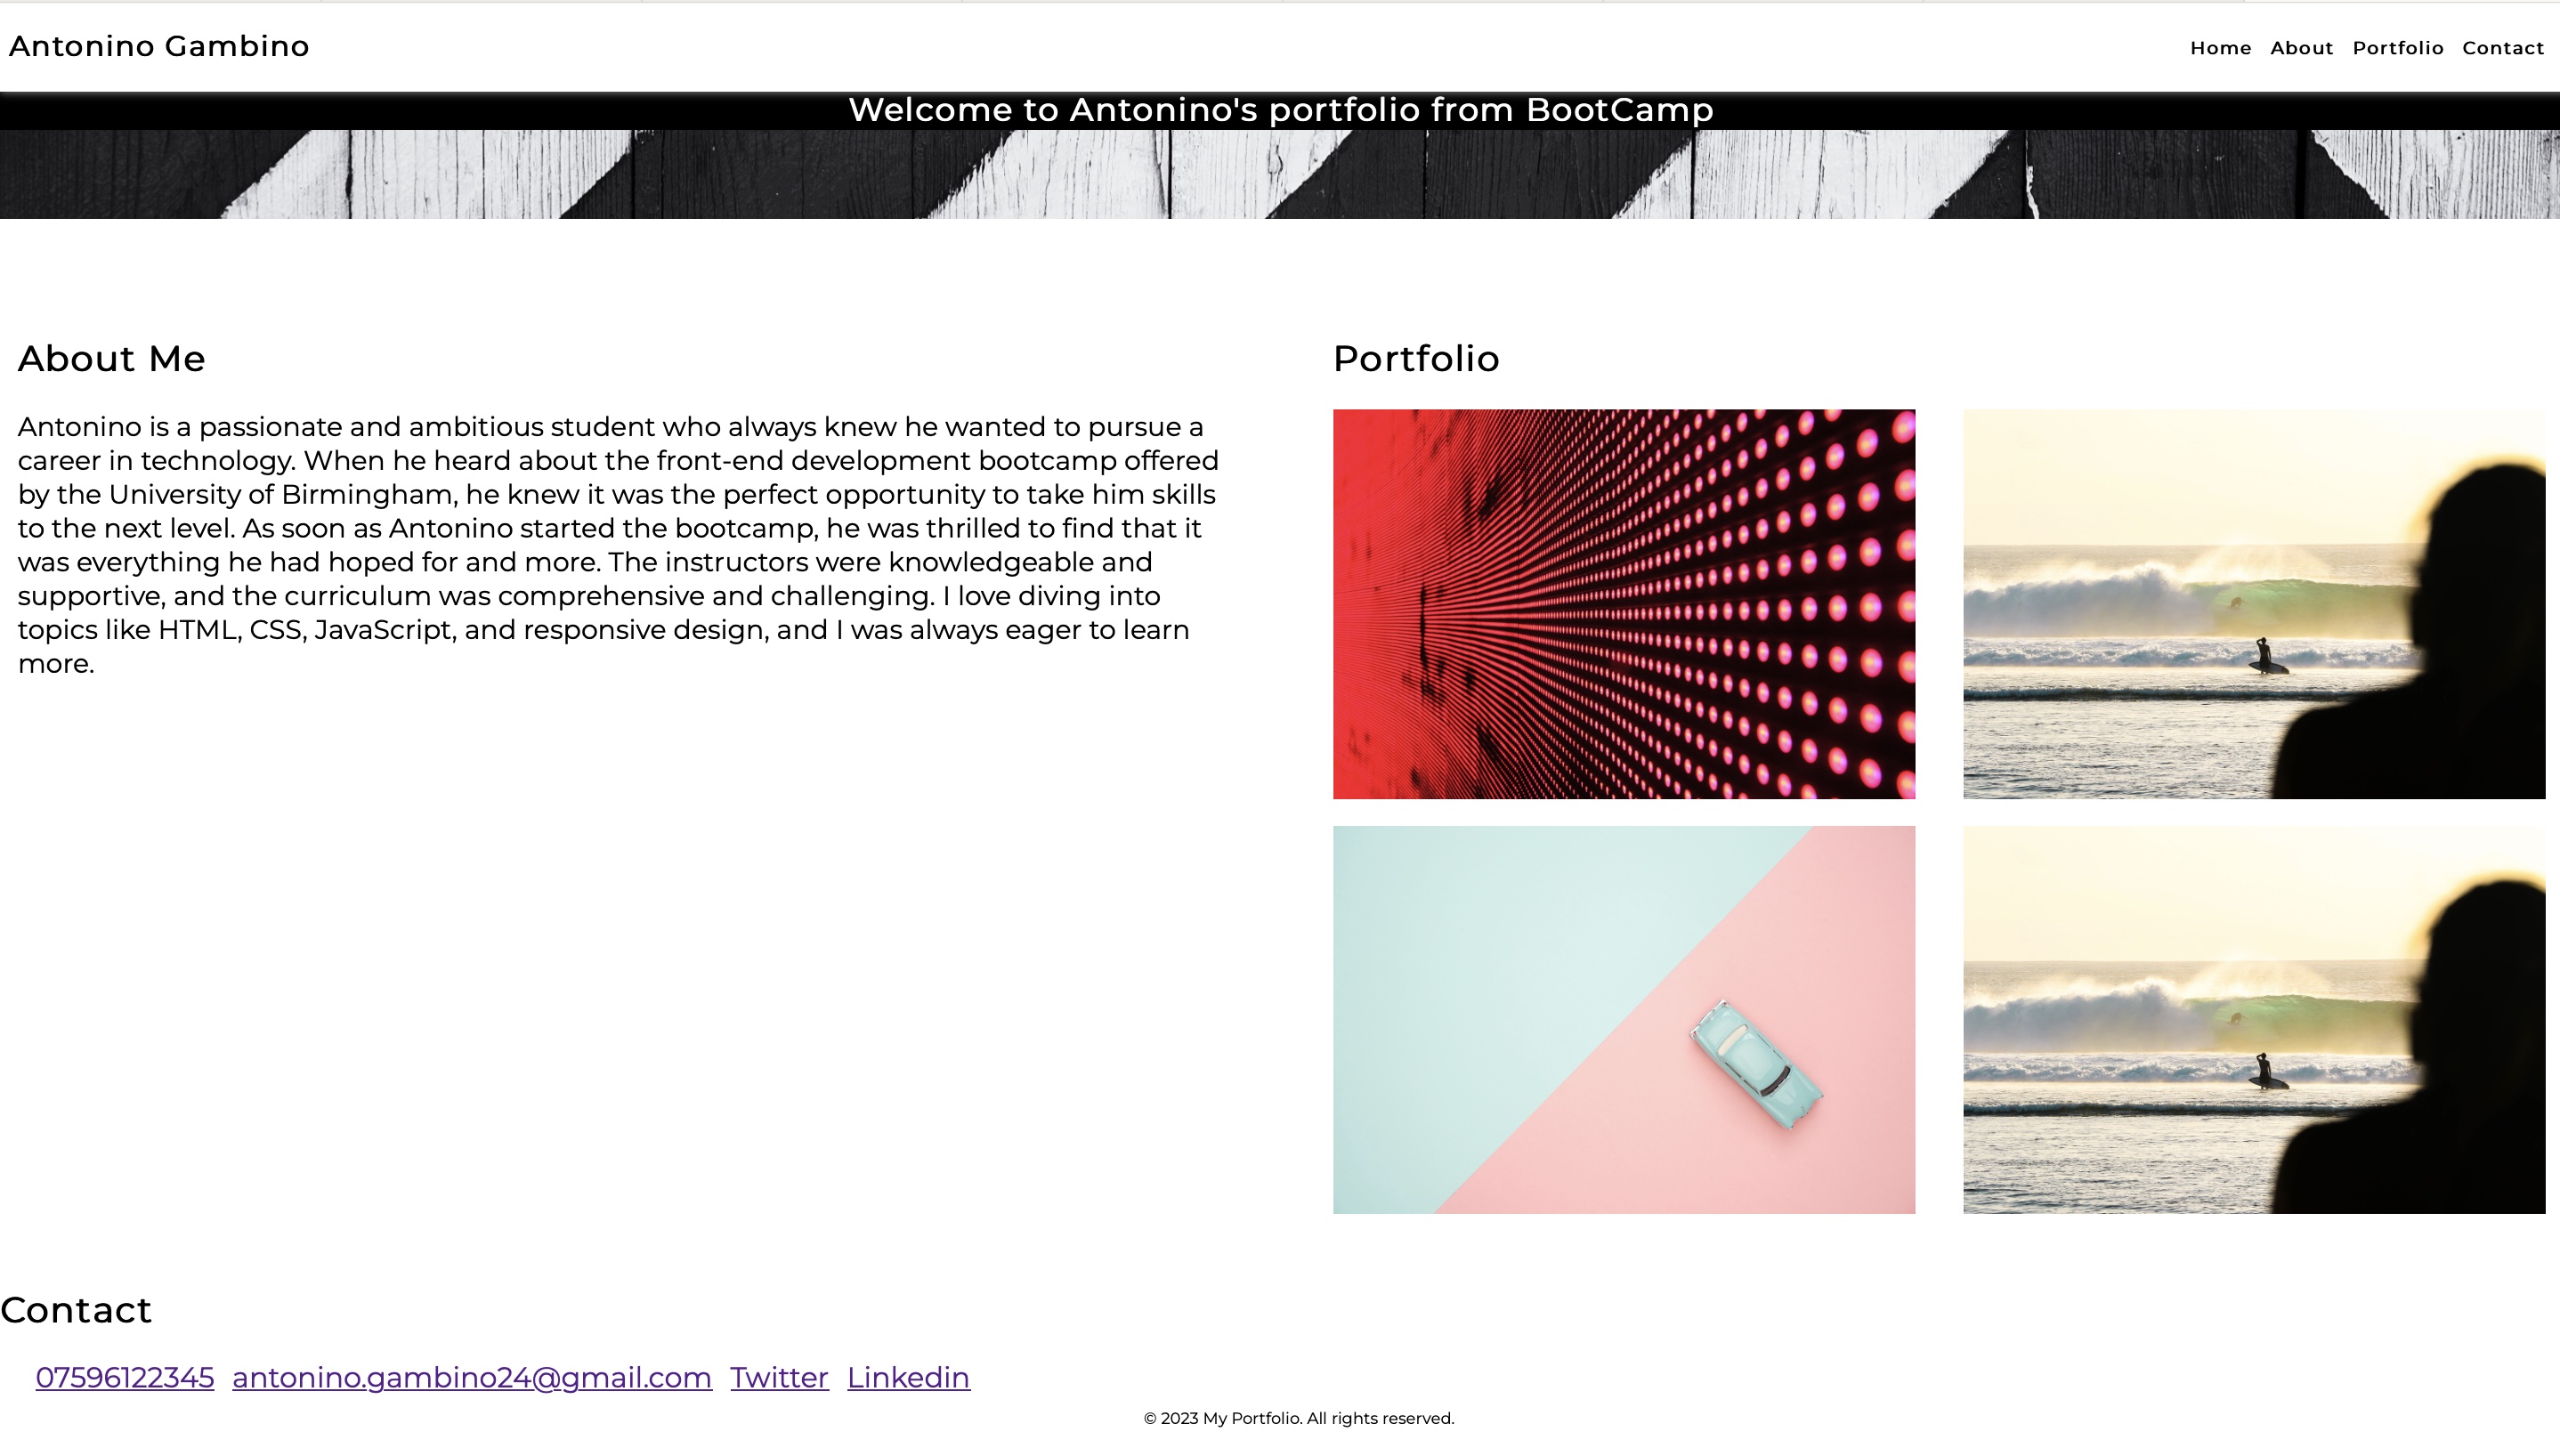 Antonino Gambino
Home About Portfolio Contact
Welcome to Antonino's portfolio from BootCamp
About Me
Antonino is a passionate and ambitious student who always knew he wanted to pursue a
career in technology. When he heard about the front-end development bootcamp offered
by the University of Birmingham, he knew it was the perfect opportunity to take him skills
to the next level. As soon as Antonino started the bootcamp, he was thrilled to find that it
was everything he had hoped for and more. The instructors were knowledgeable and
supportive, and the curriculum was comprehensive and challenging. I love diving into
topics like HTML, CSS, JavaScript, and responsive design, and I was always eager to learn
more.
Portfolio
Contact
07596122345 antonino.gambino24@gmail.com Twitter Linkedin
© 2023 My Portfolio. All rights reserved.